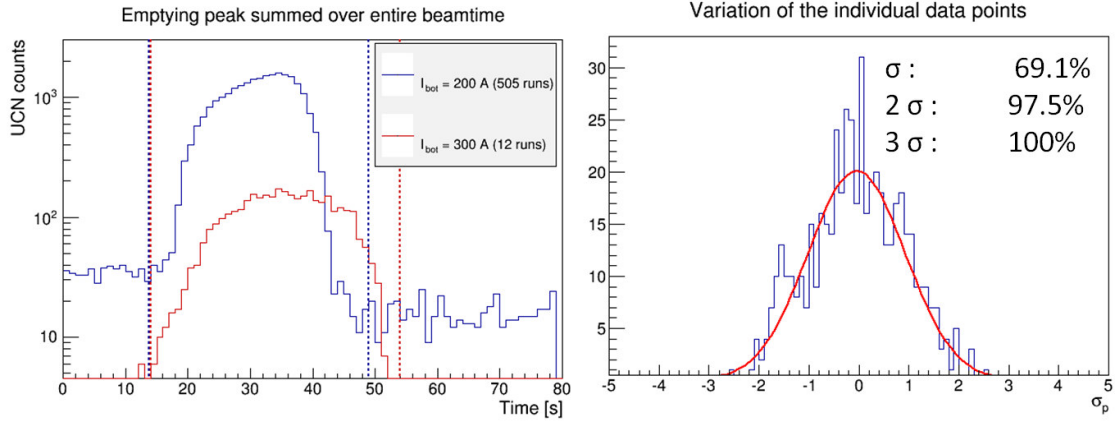 Emptying peak summed over entire beamtime
UCN counts
10³
10²
10
I_bot = 200 A (505 runs)
I_bot = 300 A (12 runs)
0 10 20 30 40 50 60 70 80
Time [s]
Variation of the individual data points
30
25
20
15
10
5
σ : 69.1%
2 σ : 97.5%
3 σ : 100%
-5 -4 -3 -2 -1 0 1 2 3 4 5
σ_p